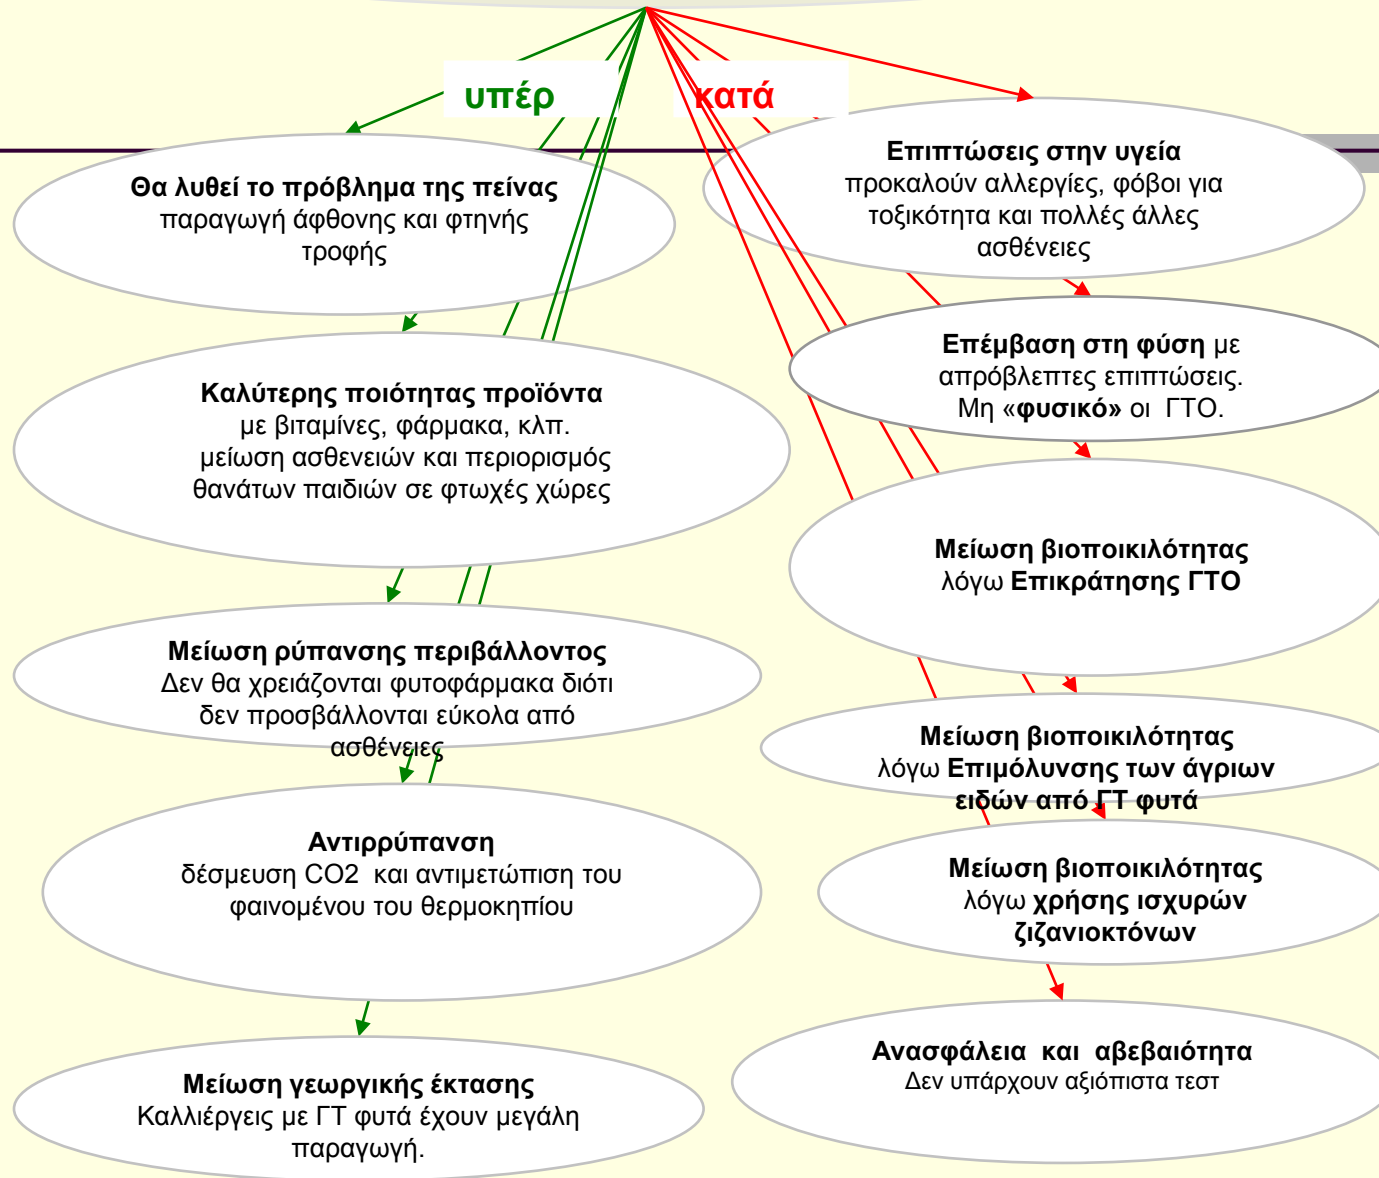 υπέρ
Θα λυθεί το πρόβλημα της πείνας
παραγωγή άφθονης και φτηνής
τροφής
Καλύτερης ποιότητας προϊόντα
με βιταμίνες, φάρμακα, κλπ.
μείωση ασθενειών και περιορισμός
θανάτων παιδιών σε φτωχές χώρες
Μείωση ρύπανσης περιβάλλοντος
Δεν θα χρειάζονται φυτοφάρμακα διότι
δεν προσβάλλονται εύκολα από
ασθένειες
Αντιρρύπανση
δέσμευση CO2 και αντιμετώπιση του
φαινομένου του θερμοκηπίου
Μείωση γεωργικής έκτασης
Καλλιέργεις με ΓΤ φυτά έχουν μεγάλη
παραγωγή.
κατά
Επιπτώσεις στην υγεία
προκαλούν αλλεργίες, φόβοι για
τοξικότητα και πολλές άλλες
ασθένειες
Επέμβαση στη φύση με
απρόβλεπτες επιπτώσεις.
Μη «φυσικό» οι ΓΤΟ.
Μείωση βιοποικιλότητας
λόγω Επικράτησης ΓΤΟ
Μείωση βιοποικιλότητας
λόγω Επιμόλυνσης των άγριων
ειδών από ΓΤ φυτά
Μείωση βιοποικιλότητας
λόγω χρήσης ισχυρών
ζιζανιοκτόνων
Ανασφάλεια και αβεβαιότητα
Δεν υπάρχουν αξιόπιστα τεστ